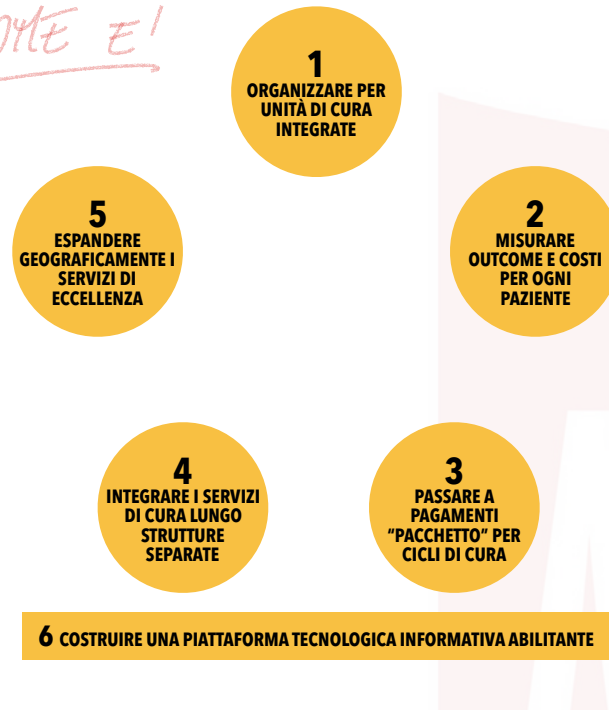 OME E'
1
ORGANIZZARE PER
UNITÀ DI CURA
INTEGRATE
2
MISURARE
OUTCOME E COSTI
PER OGNI
PAZIENTE
3
PASSARE A
PAGAMENTI
“PACCHETTO” PER
CICLI DI CURA
4
INTEGRARE I SERVIZI
DI CURA LUNGO
STRUTTURE
SEPARATE
5
ESPANDERE
GEOGRAFICAMENTE I
SERVIZI DI
ECCELLENZA
6 COSTRUIRE UNA PIATTAFORMA TECNOLOGICA INFORMATIVA ABILITANTE